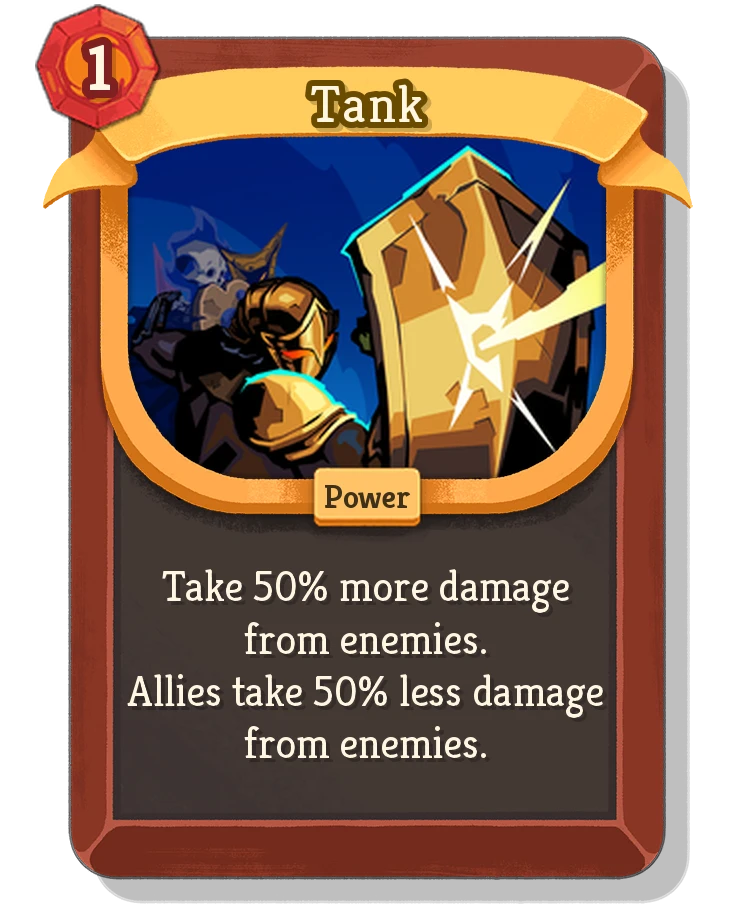 1
Tank
Power
Take 50% more damage
from enemies.
Allies take 50% less damage
from enemies.